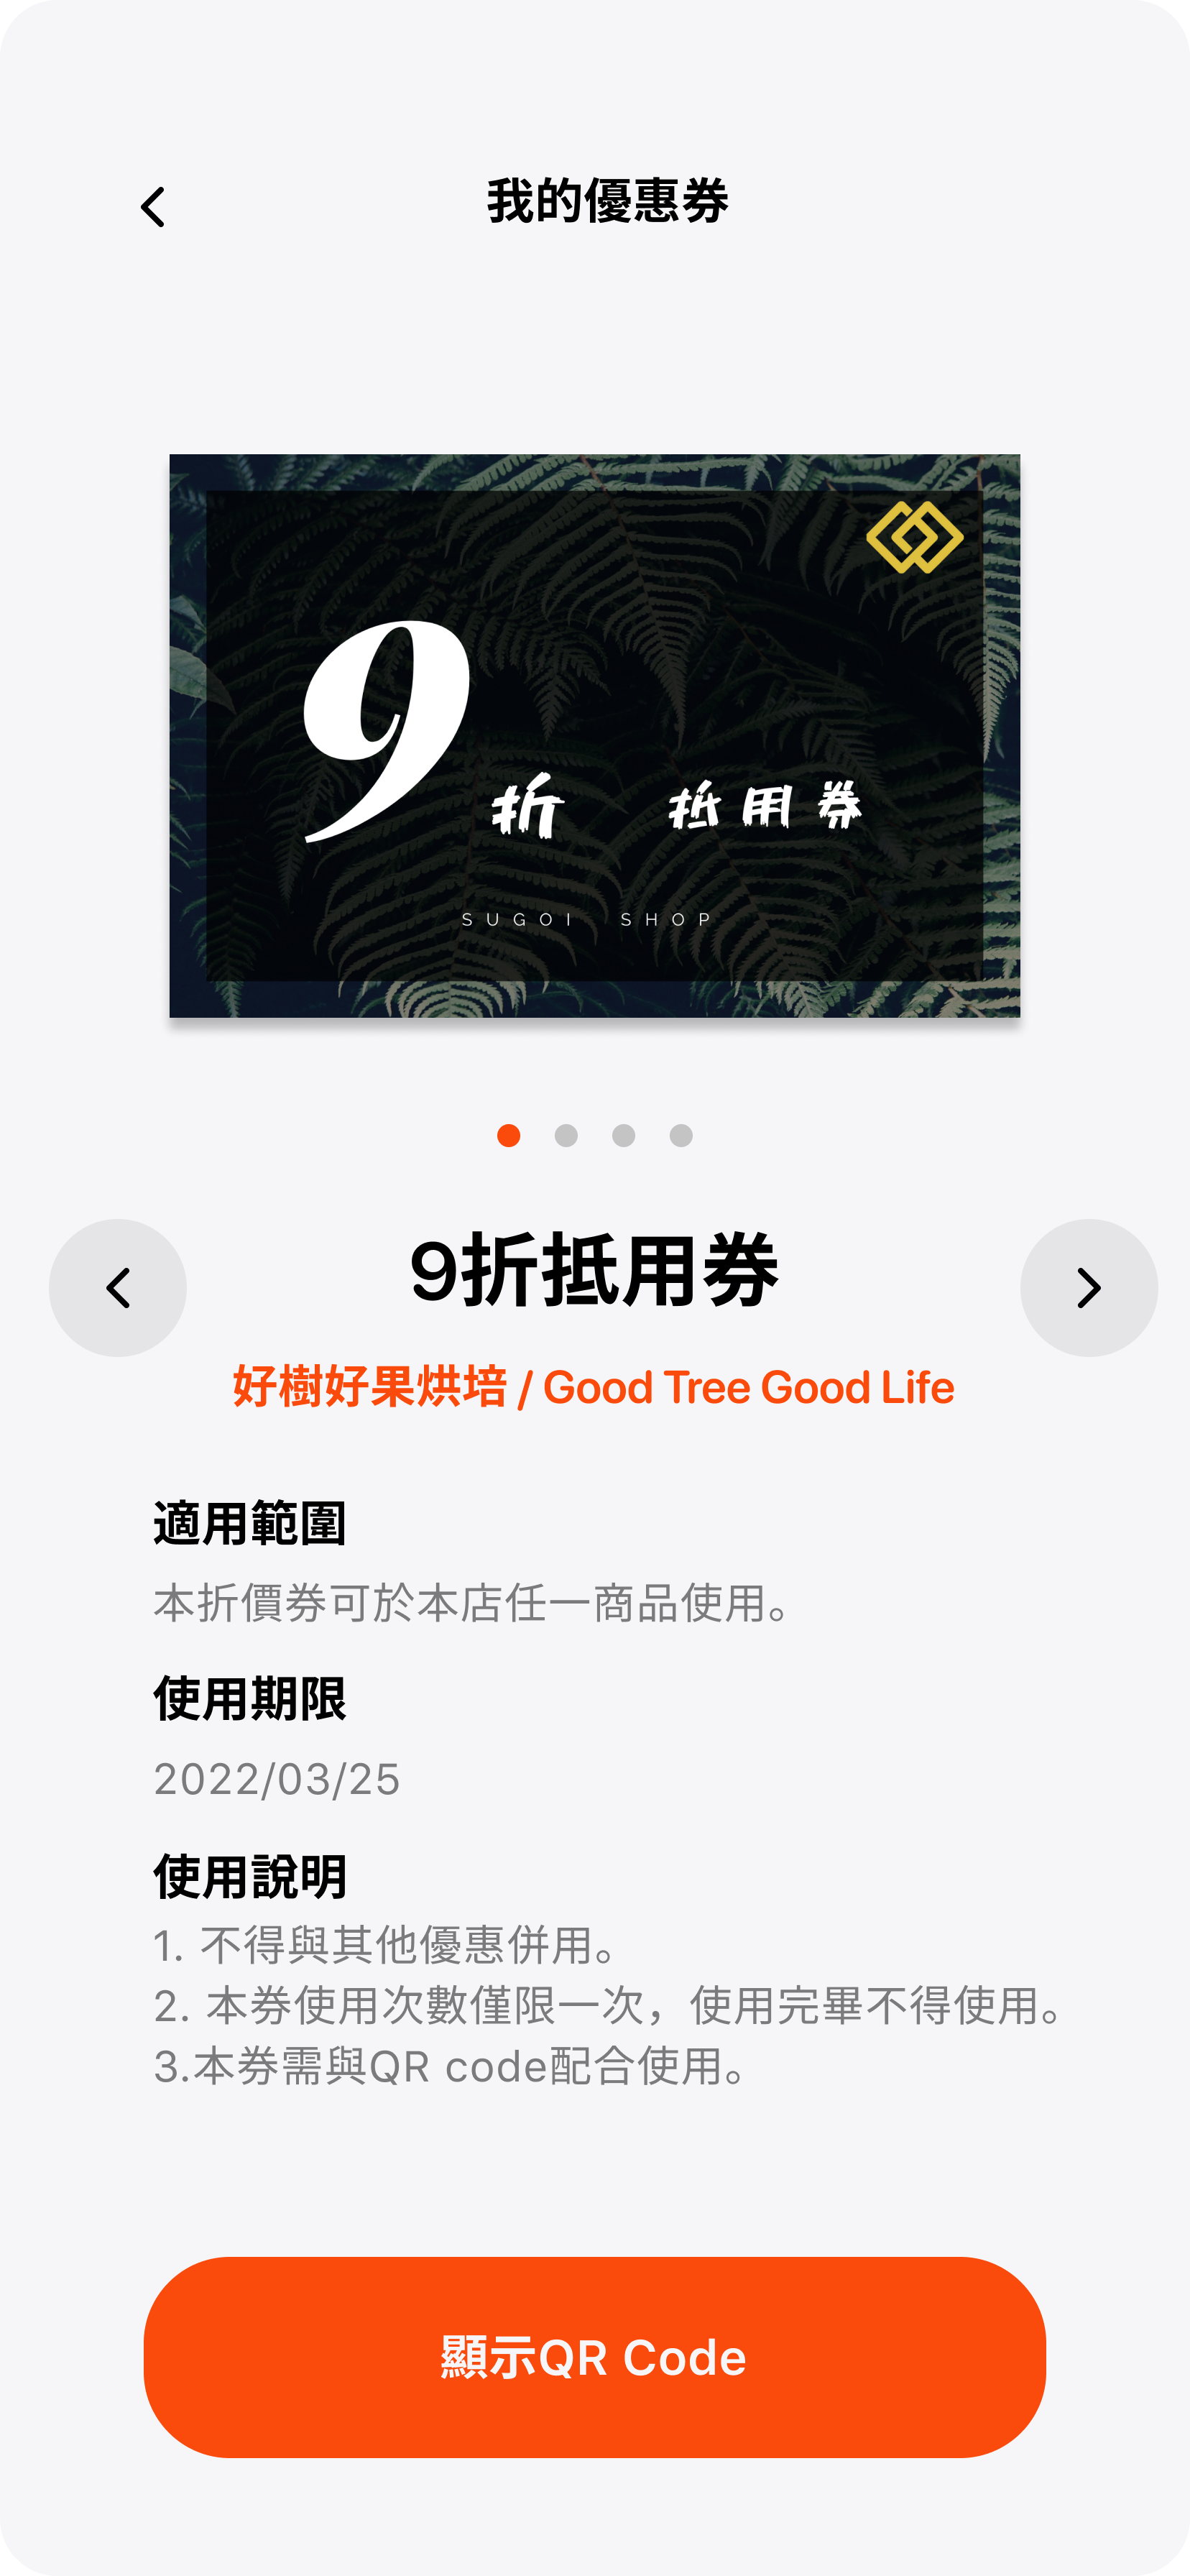 我的優惠券
9折 抵用券
SUGOI SHOP
9折抵用券
好樹好果烘培 / Good Tree Good Life
適用範圍
本折價券可於本店任一商品使用。
使用期限
2022/03/25
使用說明
1. 不得與其他優惠併用。
2. 本券使用次數僅限一次，使用完畢不得使用。
3.本券需與QR code配合使用。
顯示QR Code